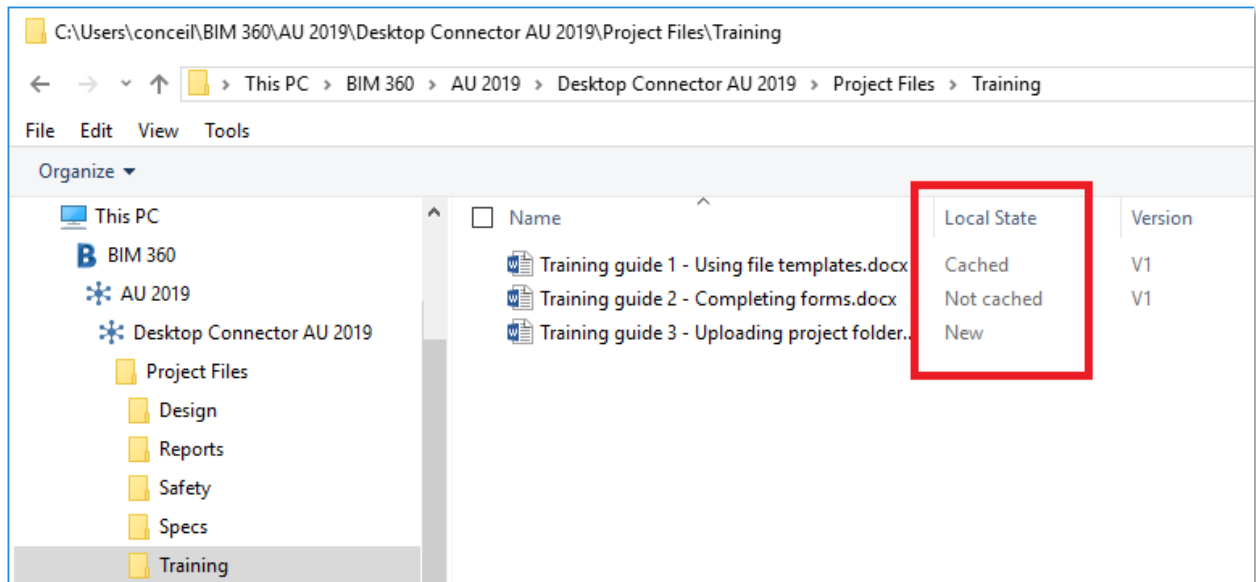 C:\Users\conceil\BIM 360\AU 2019\Desktop Connector AU 2019\Project Files\Training
This PC > BIM 360 > AU 2019 > Desktop Connector AU 2019 > Project Files > Training
File Edit View Tools
Organize
This PC
BIM 360
AU 2019
Desktop Connector AU 2019
Project Files
Design
Reports
Safety
Specs
Training
Name Local State Version
Training guide 1 - Using file templates.docx Cached V1
Training guide 2 - Completing forms.docx Not cached V1
Training guide 3 - Uploading project folder... New